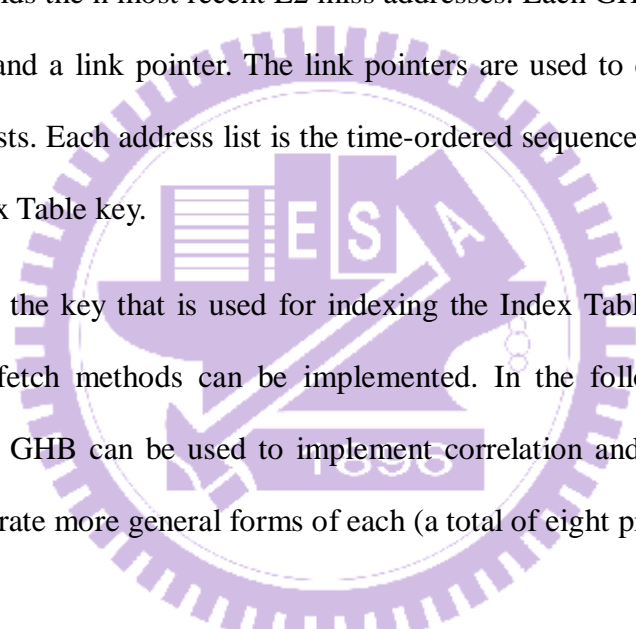 ds the n most recent L2 miss addresses. Each GH
and a link pointer. The link pointers are used to
sts. Each address list is the time-ordered sequence
x Table key.
E S A
the key that is used for indexing the Index Tabl
fetch methods can be implemented. In the foll
GHB can be used to implement correlation and
1896
rate more general forms of each (a total of eight p